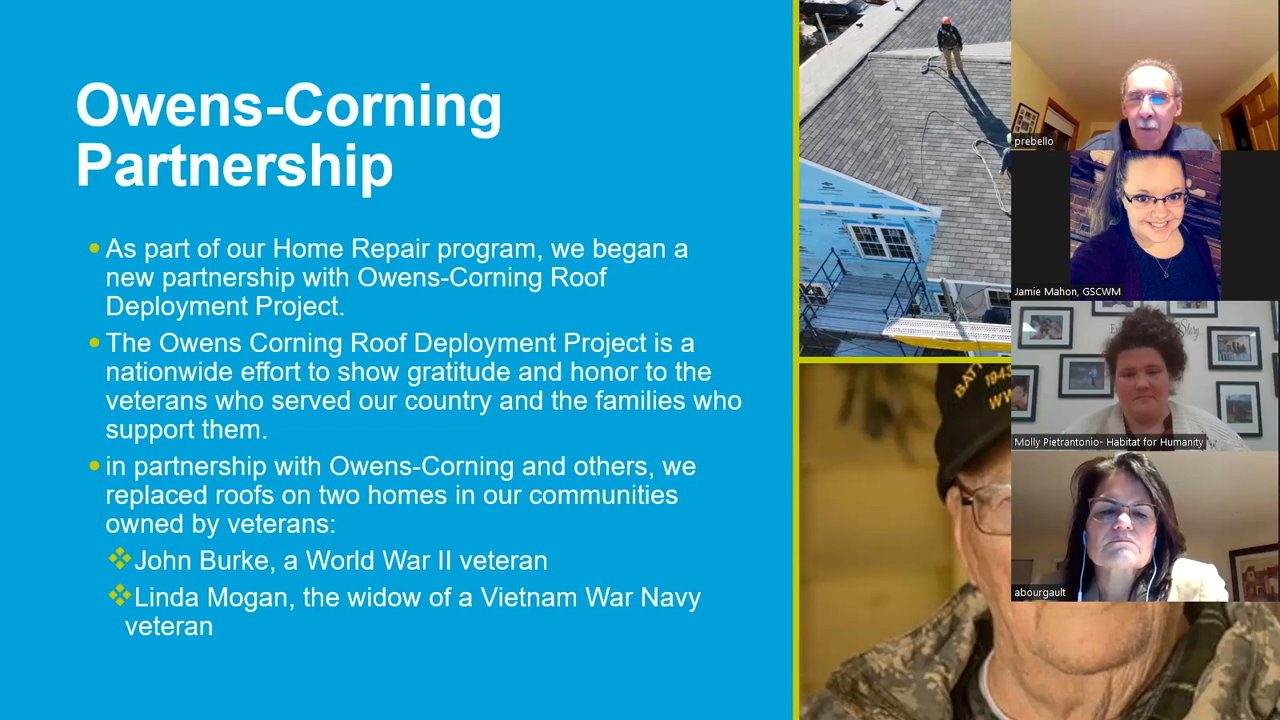 Owens-Corning
Partnership
As part of our Home Repair program, we began a
new partnership with Owens-Corning Roof
Deployment Project.
The Owens Corning Roof Deployment Project is a
nationwide effort to show gratitude and honor to the
veterans who served our country and the families who
support them.
in partnership with Owens-Corning and others, we
replaced roofs on two homes in our communities
owned by veterans:
John Burke, a World War II veteran
Linda Mogan, the widow of a Vietnam War Navy
veteran
BATT
1943
WW
prebello
Jamie Mahon, GSCWM
Story
Molly Pietrantonio- Habitat for Humanity
abourgault